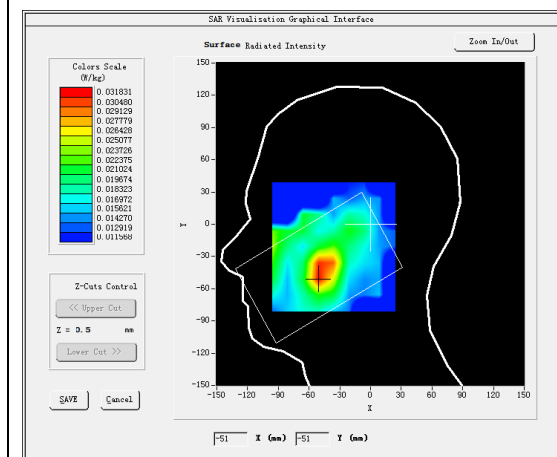 SAR Visualisation Graphical Interface
Surface Radiated Intensity
Zoom In/Out
Colors Scale
(W/kg)
0.031831
0.030480
0.029129
0.027779
0.026428
0.025077
0.023726
0.022375
0.021024
0.019674
0.018323
0.016972
0.015621
0.014270
0.012919
0.011568
150
120
90
60
30
0
-30
-60
-90
-120
-150
Y
-150 -120 -90 -60 -30 0 30 60 90 120 150
X
Z-Cuts Control
<< Upper Cut
Z = 0.5 mm
Lower Cut >>
SAVE Cancel
-51 X (mm) -51 Y (mm)